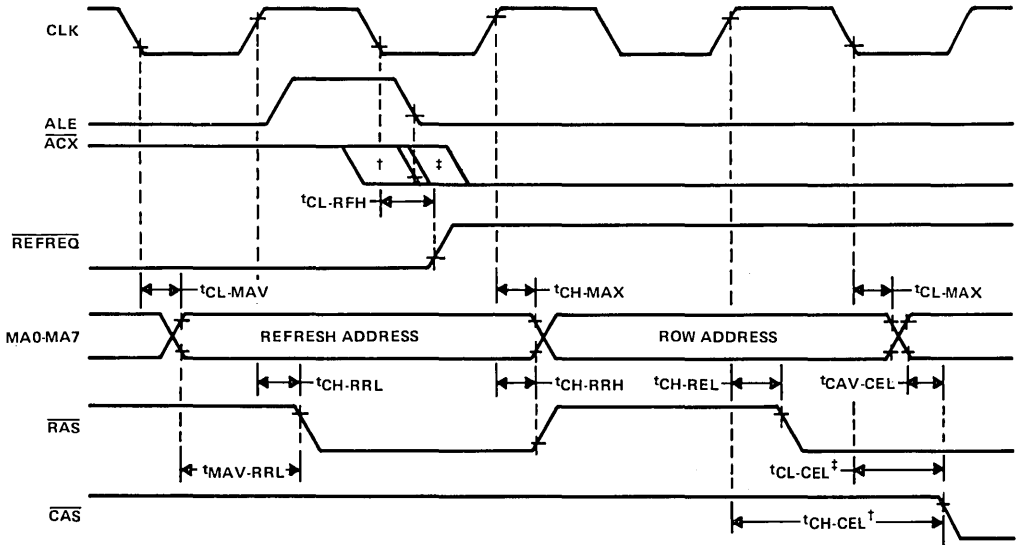 CLK
ALE
ACX
† ‡
tCL-RFH
REFREQ
tCL-MAV tCH-MAX tCL-MAX
MA0-MA7 REFRESH ADDRESS ROW ADDRESS
tCH-RRL tCH-RRH tCH-REL tCAV-CEL
RAS
tMAV-RRL tCL-CEL‡
CAS tCH-CEL†